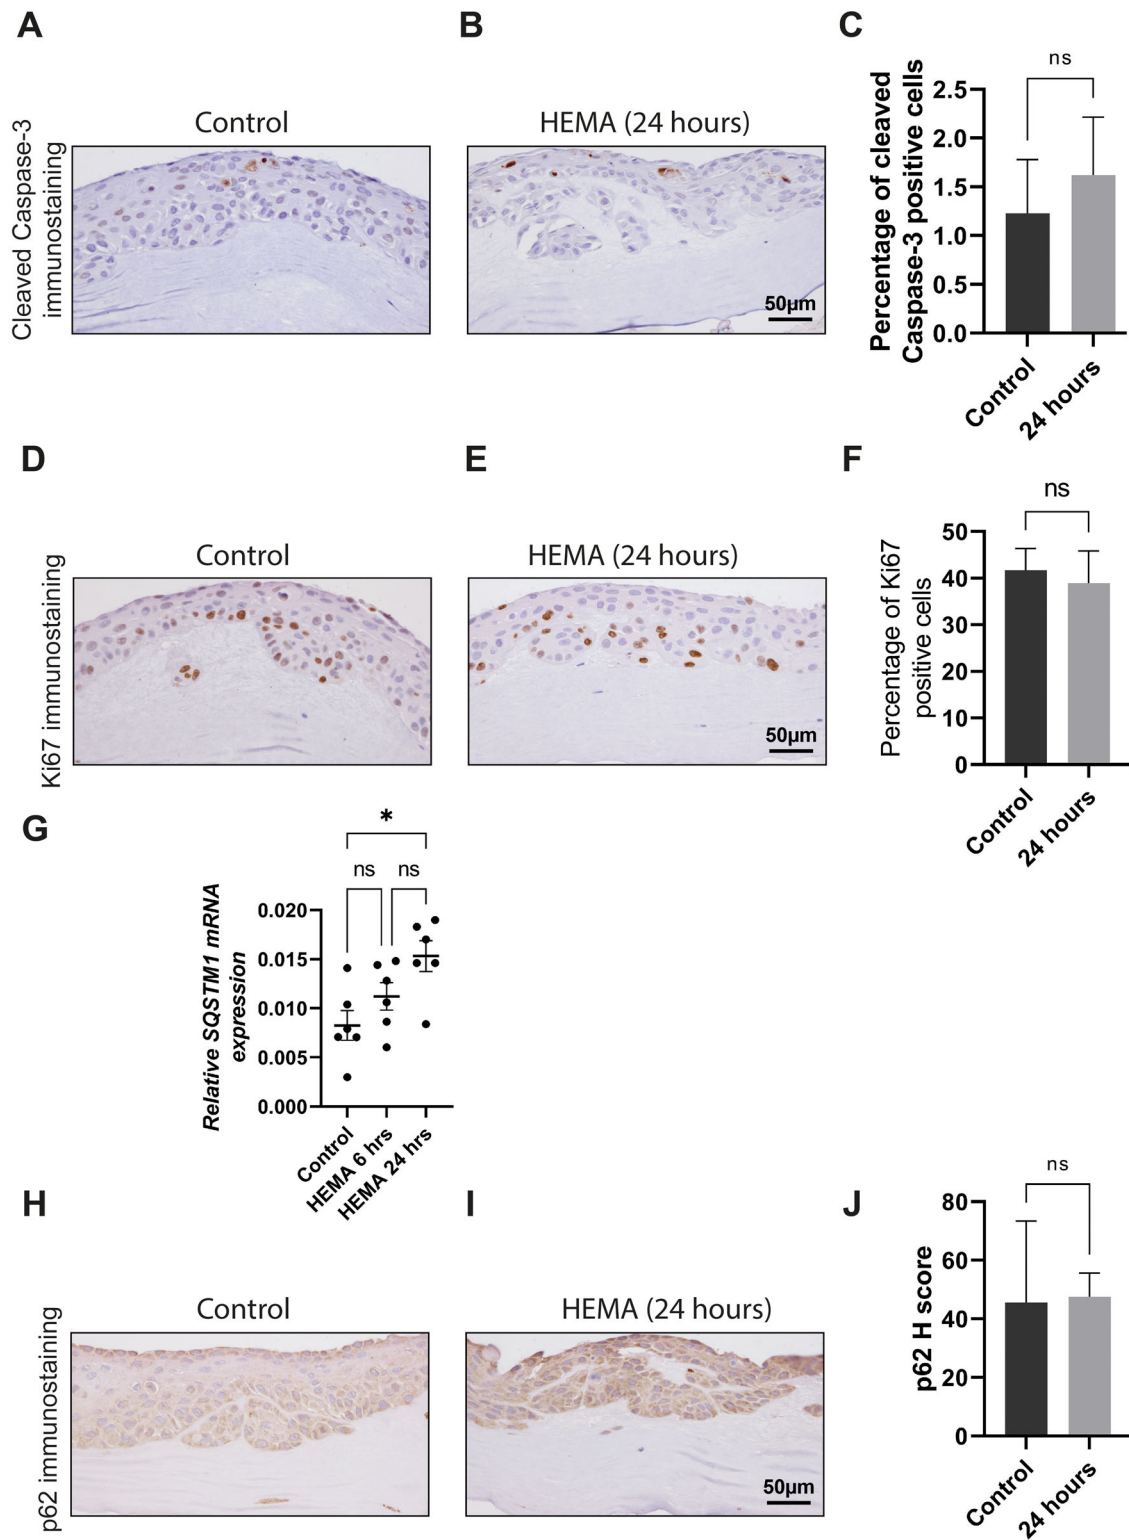 A
B
C
Control
HEMA (24 hours)
Cleaved Caspase-3
immunostaining
50µm
Percentage of cleaved
Caspase-3 positive cells
ns
2.5
2.0
1.5
1.0
0.5
0.0
Control
24 hours
D
E
F
Control
HEMA (24 hours)
Ki67 immunostaining
50µm
Percentage of Ki67
positive cells
ns
50
40
30
20
10
0
Control
24 hours
G
Relative SQSTM1 mRNA
expression
*
ns
ns
0.020
0.015
0.010
0.005
0.000
Control
HEMA 6 hrs
HEMA 24 hrs
H
I
J
Control
HEMA (24 hours)
p62 immunostaining
50µm
p62 H score
ns
80
60
40
20
0
Control
24 hours